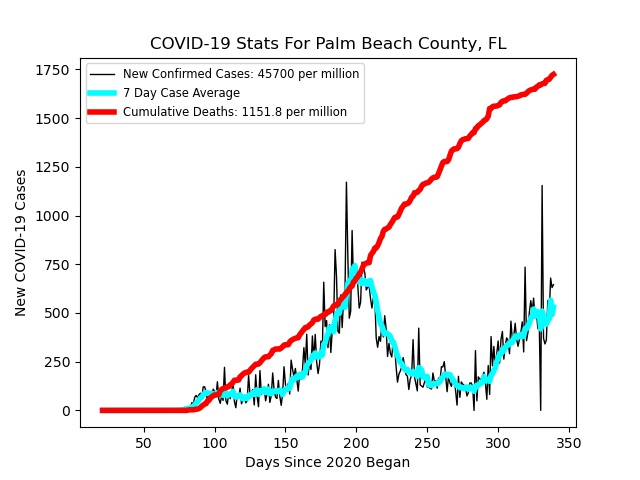 COVID-19 Stats For Palm Beach County, FL
New Confirmed Cases: 45700 per million
7 Day Case Average
Cumulative Deaths: 1151.8 per million
New COVID-19 Cases
1750
1500
1250
1000
750
500
250
0
50 100 150 200 250 300 350
Days Since 2020 Began